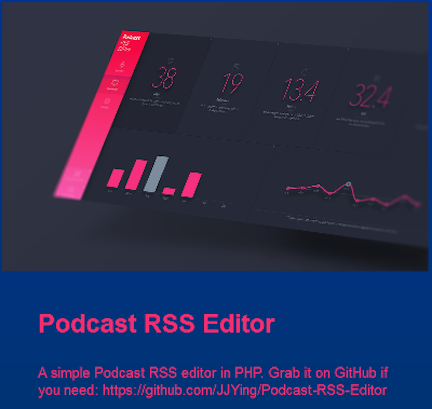 38
19
13.4
32.4
Podcast RSS Editor
A simple Podcast RSS editor in PHP. Grab it on GitHub if
you need: https://github.com/JJYing/Podcast-RSS-Editor